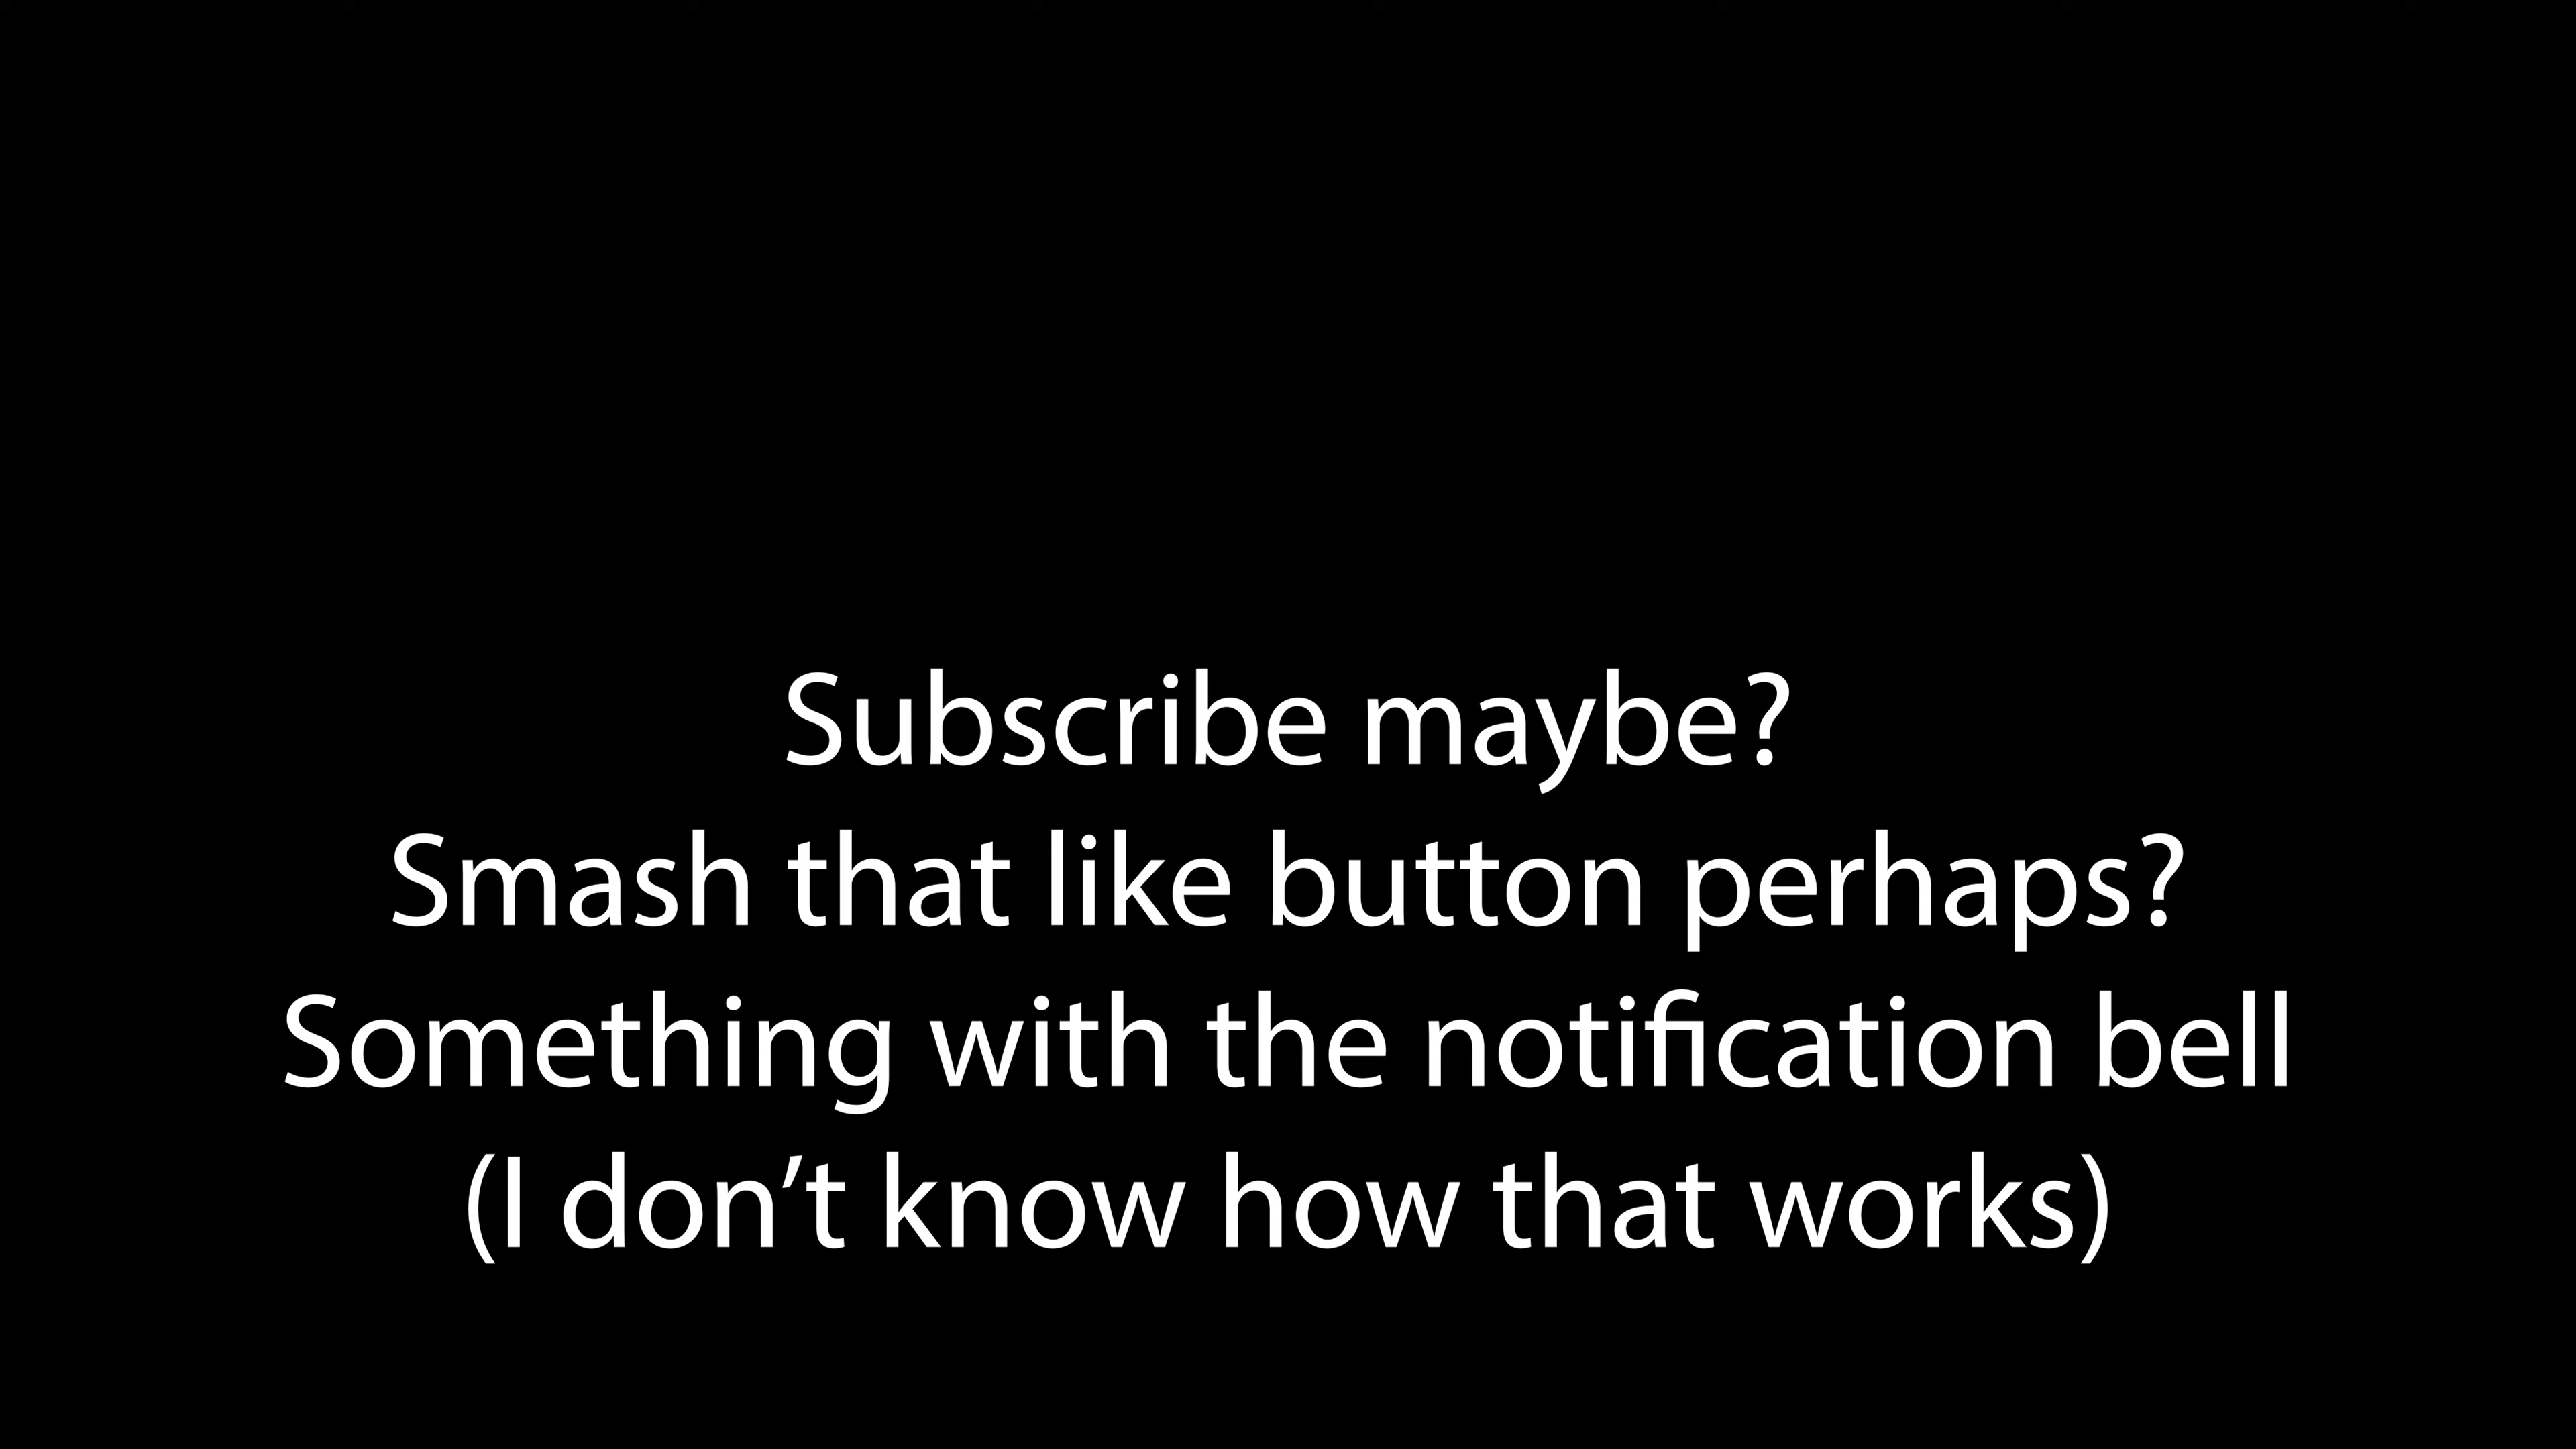 Subscribe maybe?
Smash that like button perhaps?
Something with the notification bell
(I don’t know how that works)